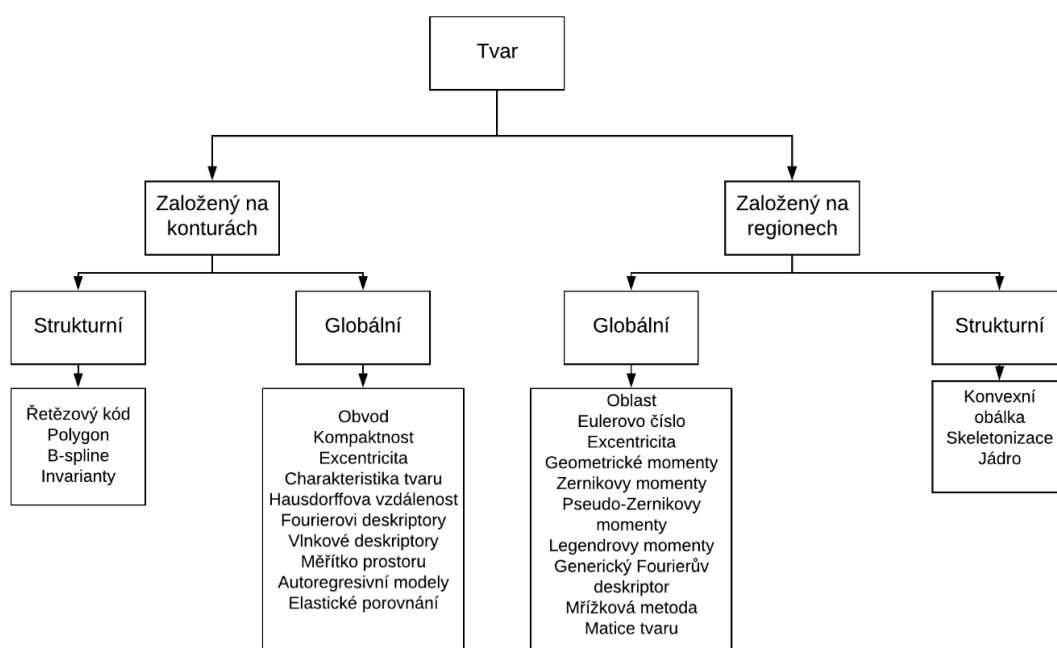 Tvar
Založený na
konturách
Založený na
regionech
Strukturní
Globální
Globální
Strukturní
Řetězový kód
Polygon
B-spline
Invarianty
Obvod
Kompaktnost
Excentricita
Charakteristika tvaru
Hausdorffova vzdálenost
Fourierovi deskriptory
Vlnkové deskriptory
Měřítko prostoru
Autoregresivní modely
Elastické porovnání
Oblast
Eulerovo číslo
Excentricita
Geometrické momenty
Zernikovy momenty
Pseudo-Zernikovy
momenty
Legendrovy momenty
Generický Fourierův
deskriptor
Mřížková metoda
Matice tvaru
Konvexní
obálka
Skeletonizace
Jádro